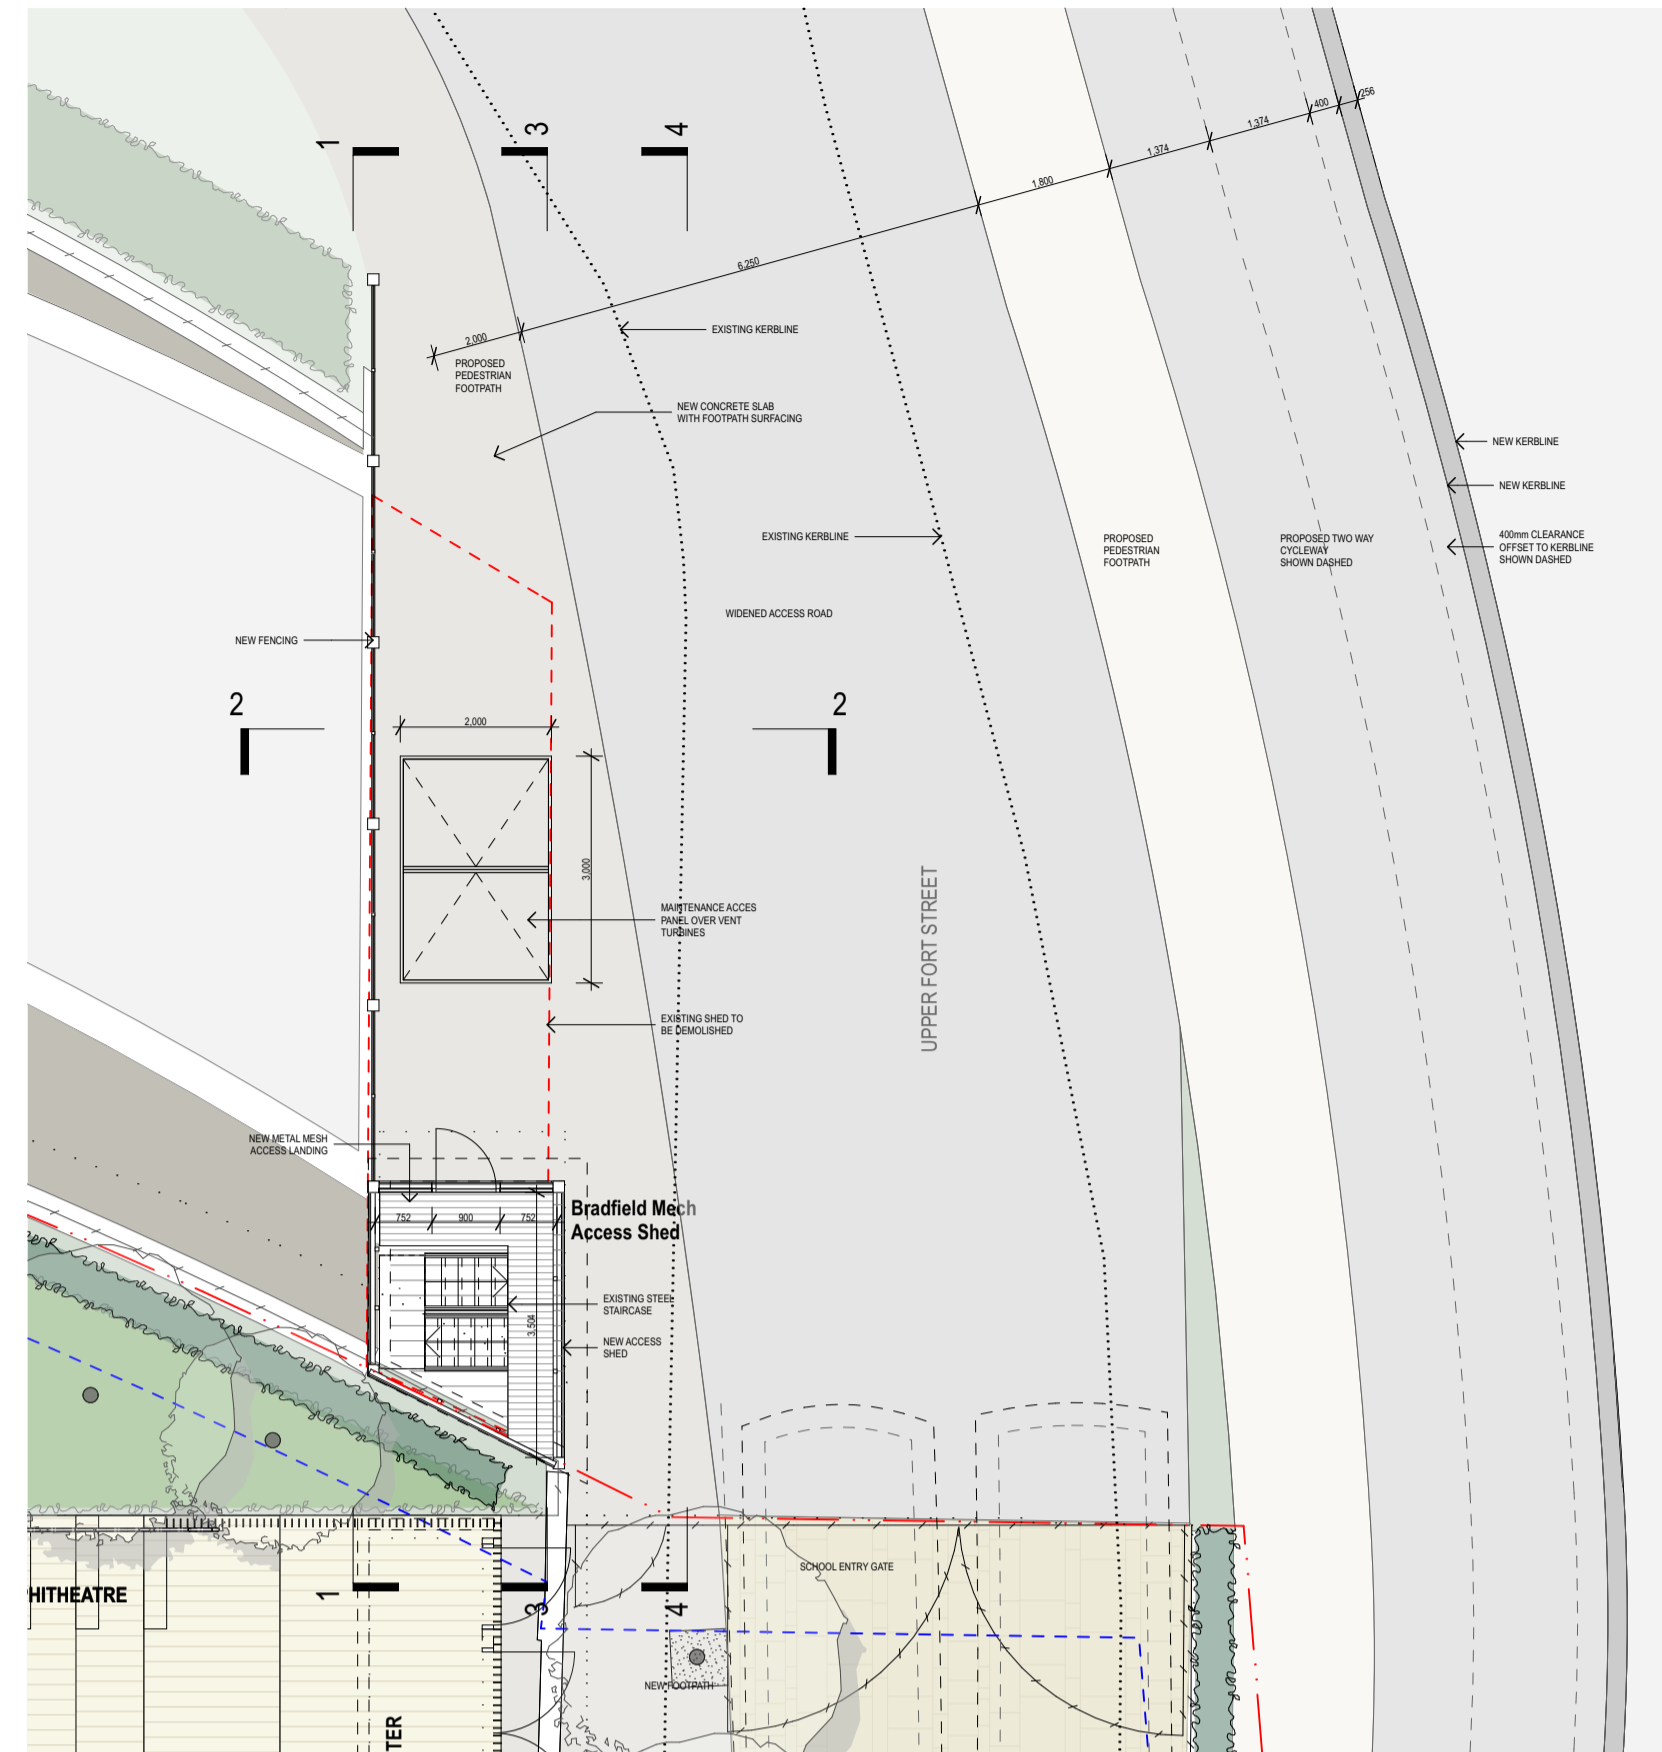 1
3
4
256
400
1,374
1,374
1,800
6,250
2,000
EXISTING KERBLINE
PROPOSED
PEDESTRIAN
FOOTPATH
NEW CONCRETE SLAB
WITH FOOTPATH SURFACING
NEW KERBLINE
NEW KERBLINE
EXISTING KERBLINE
PROPOSED
PEDESTRIAN
FOOTPATH
PROPOSED TWO WAY
CYCLEWAY
SHOWN DASHED
400mm CLEARANCE
OFFSET TO KERBLINE
SHOWN DASHED
WIDENED ACCESS ROAD
NEW FENCING
2
2
2,000
3,000
MAINTENANCE ACCES
PANEL OVER VENT
TURBINES
UPPER FORT STREET
EXISTING SHED TO
BE DEMOLISHED
NEW METAL MESH
ACCESS LANDING
Bradfield Mech
Access Shed
752
900
752
EXISTING STEEL
STAIRCASE
3,504
NEW ACCESS
SHED
SCHOOL ENTRY GATE
HITHEATRE
1
3
4
NEW FOOTPATH
TER